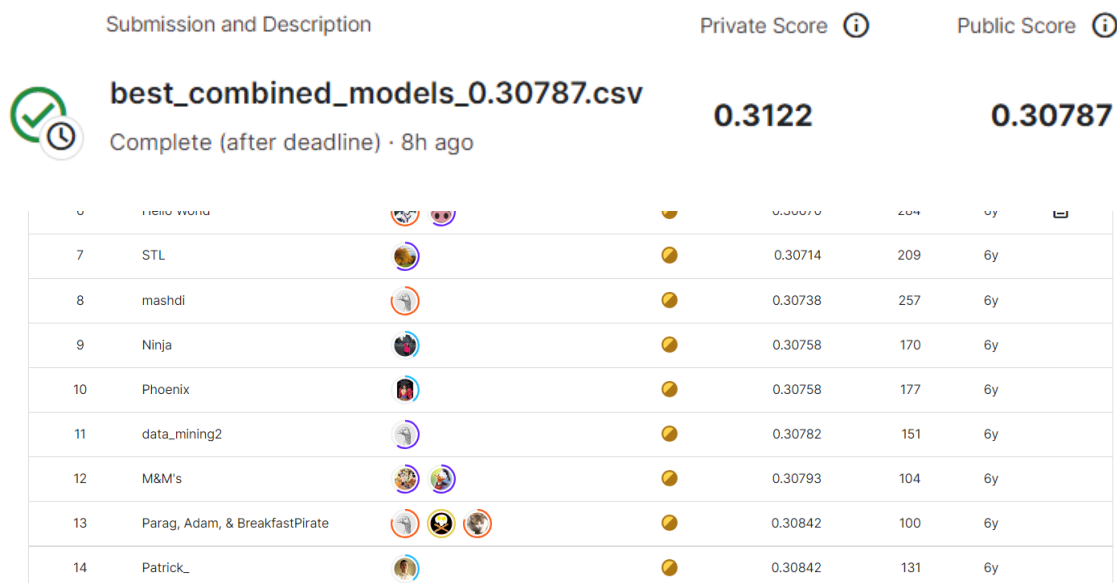 Submission and Description Private Score Public Score
best_combined_models_0.30787.csv 0.3122 0.30787
Complete (after deadline) · 8h ago
Hello World
7 STL 0.30714 209 6y
8 mashdi 0.30738 257 6y
9 Ninja 0.30758 170 6y
10 Phoenix 0.30758 177 6y
11 data_mining2 0.30782 151 6y
12 M&M's 0.30793 104 6y
13 Parag, Adam, & BreakfastPirate 0.30842 100 6y
14 Patrick_ 0.30842 131 6y